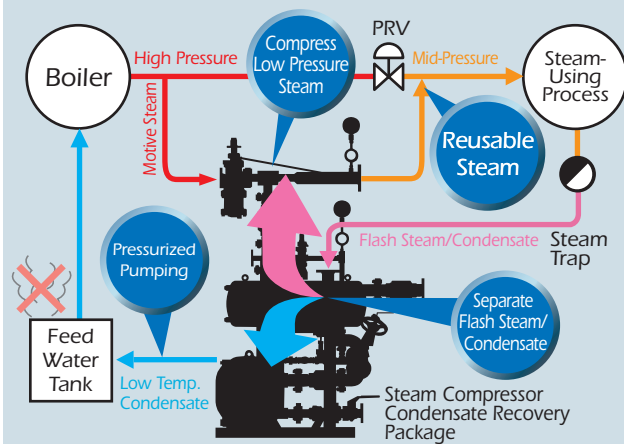 Boiler
High Pressure
Motive Steam
Compress
Low Pressure
Steam
PRV
Mid-Pressure
Steam-
Using
Process
Reusable
Steam
Flash Steam/Condensate
Steam
Trap
Pressurized
Pumping
Separate
Flash Steam/
Condensate
Feed
Water
Tank
Low Temp.
Condensate
Steam Compressor
Condensate Recovery
Package